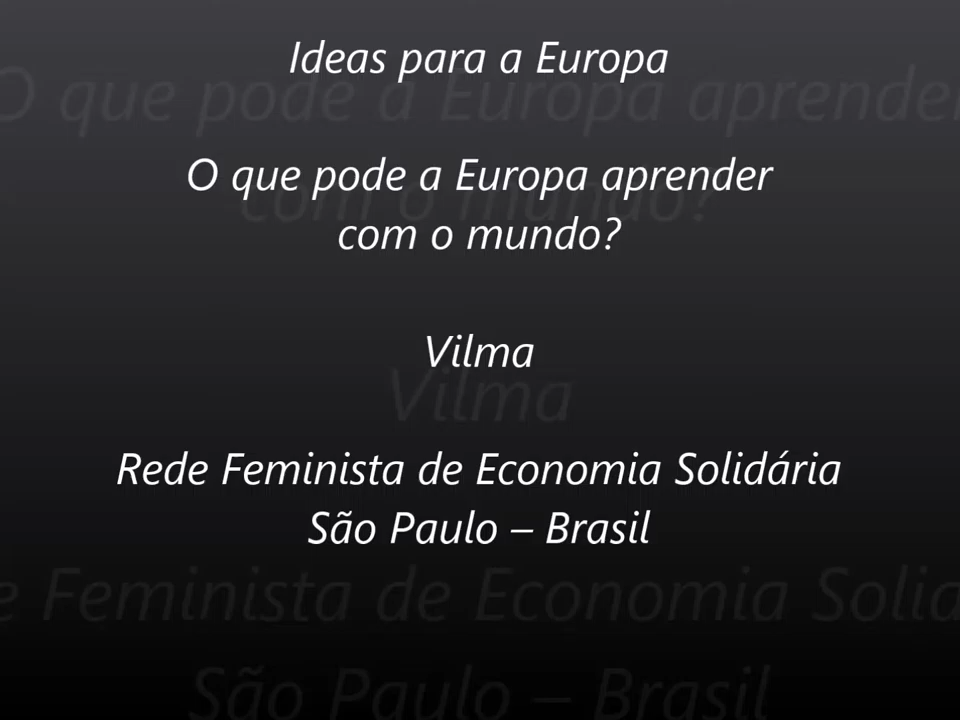 Ideas para a Europa
O que pode a Europa aprender
com o mundo?
Vilma
Rede Feminista de Economia Solidária
São Paulo – Brasil